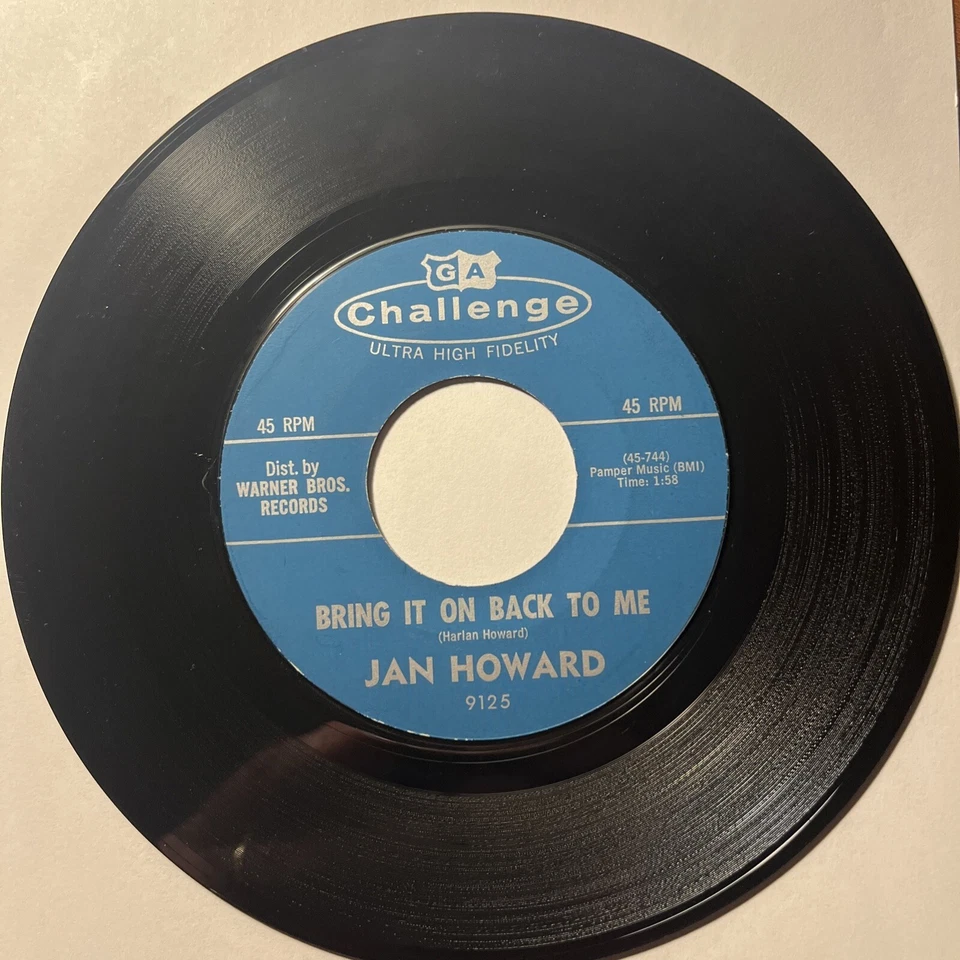 GA
Challenge
ULTRA HIGH FIDELITY
45 RPM
45 RPM
Dist. by
WARNER BROS.
RECORDS
(45-744)
Pamper Music (BMI)
Time: 1:58
BRING IT ON BACK TO ME
(Harlan Howard)
JAN HOWARD
9125